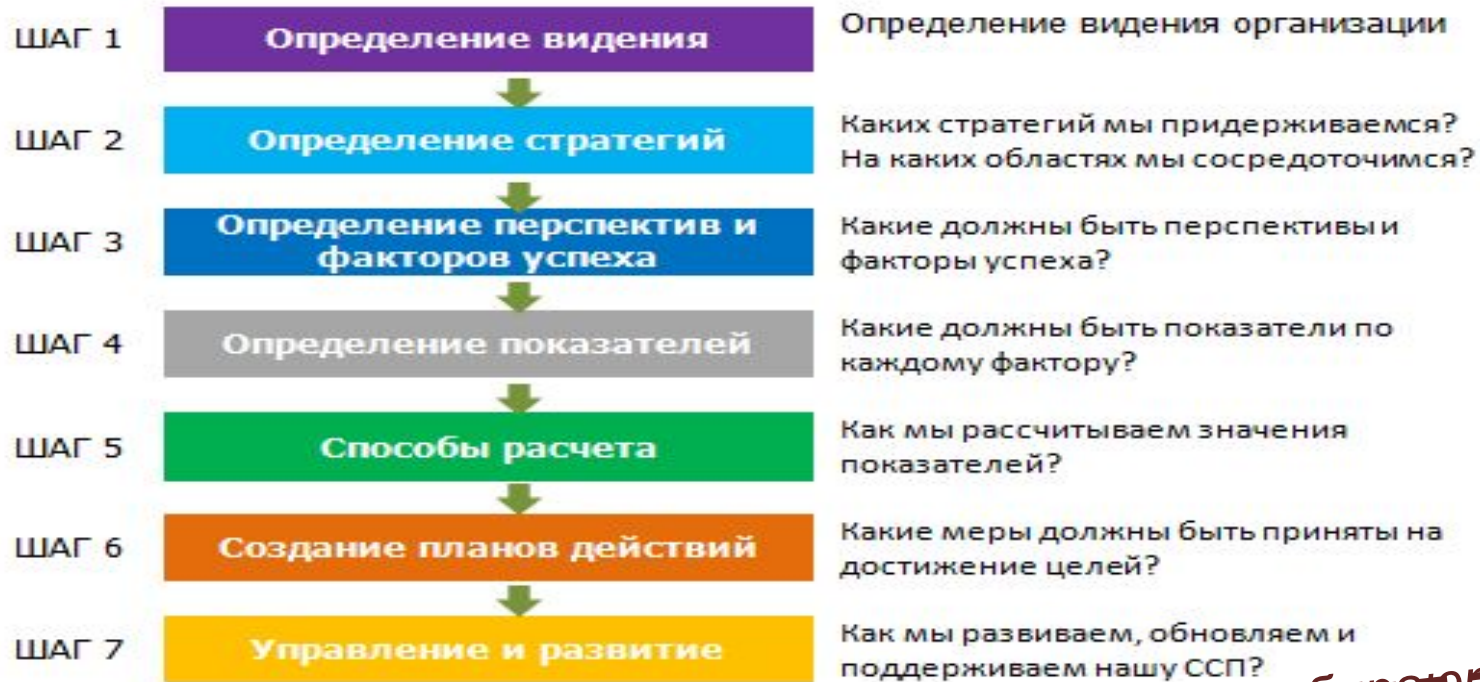 ШАГ 1
Определение видения
Определение видения организации
ШАГ 2
Определение стратегий
Каких стратегий мы придерживаемся?
На каких областях мы сосредоточимся?
ШАГ 3
Определение перспектив и
факторов успеха
Какие должны быть перспективы и
факторы успеха?
ШАГ 4
Определение показателей
Какие должны быть показатели по
каждому фактору?
ШАГ 5
Способы расчета
Как мы рассчитываем значения
показателей?
ШАГ 6
Создание планов действий
Какие меры должны быть приняты на
достижение целей?
ШАГ 7
Управление и развитие
Как мы развиваем, обновляем и
поддерживаем нашу ССП?